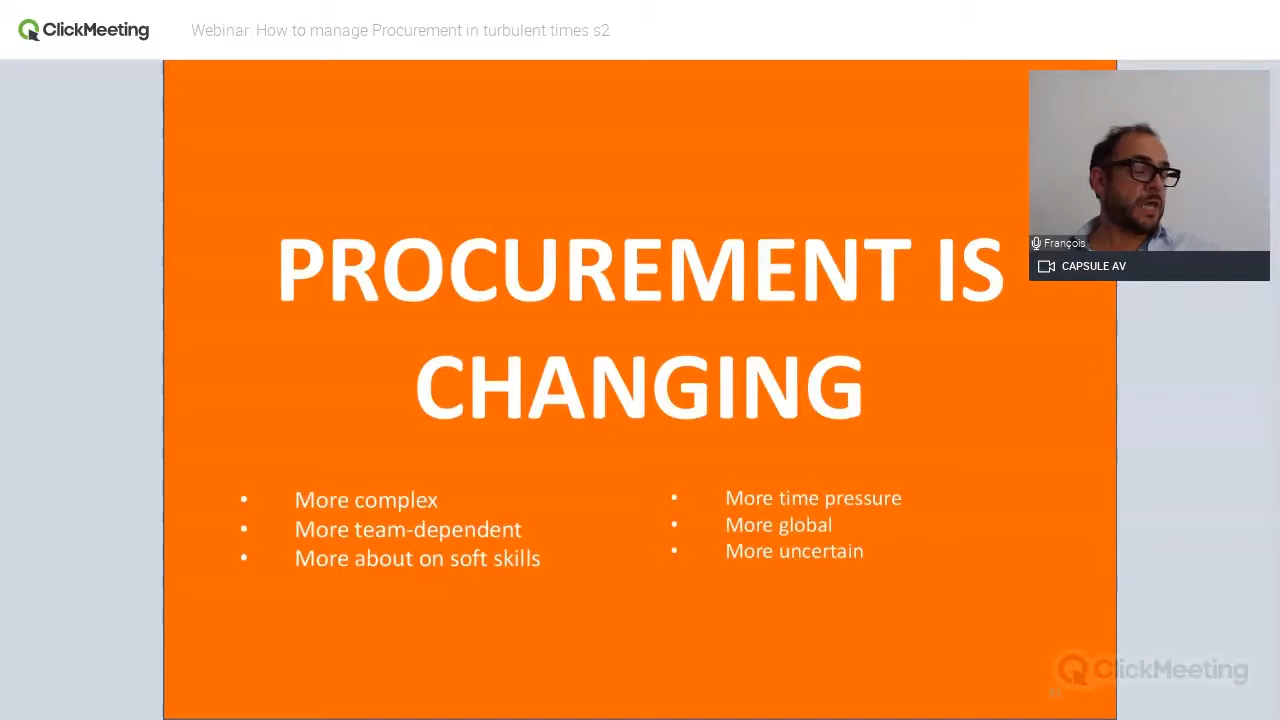 ClickMeeting
Webinar: How to manage Procurement in turbulent times s2
François
CAPSULE AV
PROCUREMENT IS
CHANGING
• More complex
• More team-dependent
• More about on soft skills
• More time pressure
• More global
• More uncertain
ClickMeeting